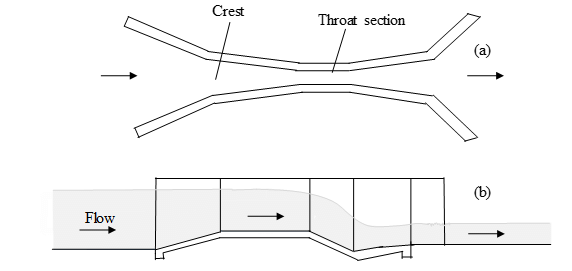 Crest
Throat section
(a)
(b)
Flow